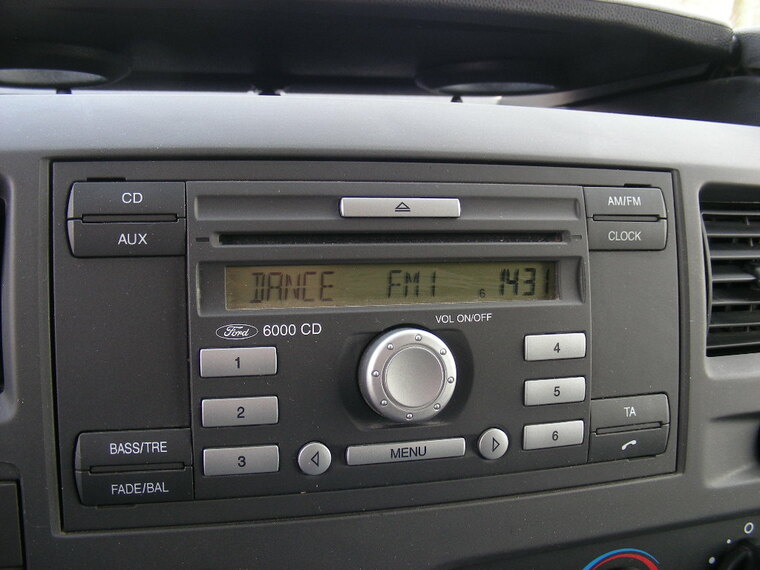 CD
AM/FM
AUX
CLOCK
DANCE FM1 6 1431
Ford 6000 CD
VOL ON/OFF
1
4
2
5
3
6
MENU
BASS/TRE
FADE/BAL
TA